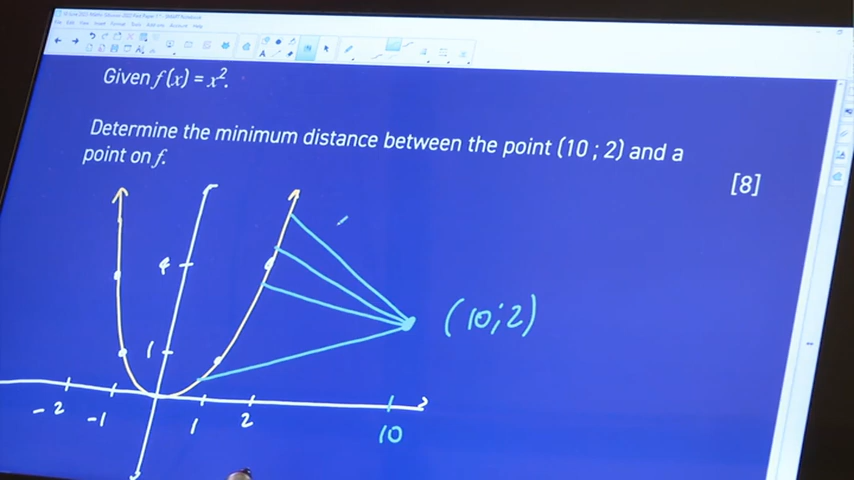 Given f(x) = x².
Determine the minimum distance between the point (10 ; 2) and a
point on f.
[8]
4
(10;2)
1
-2 -1 1 2 10